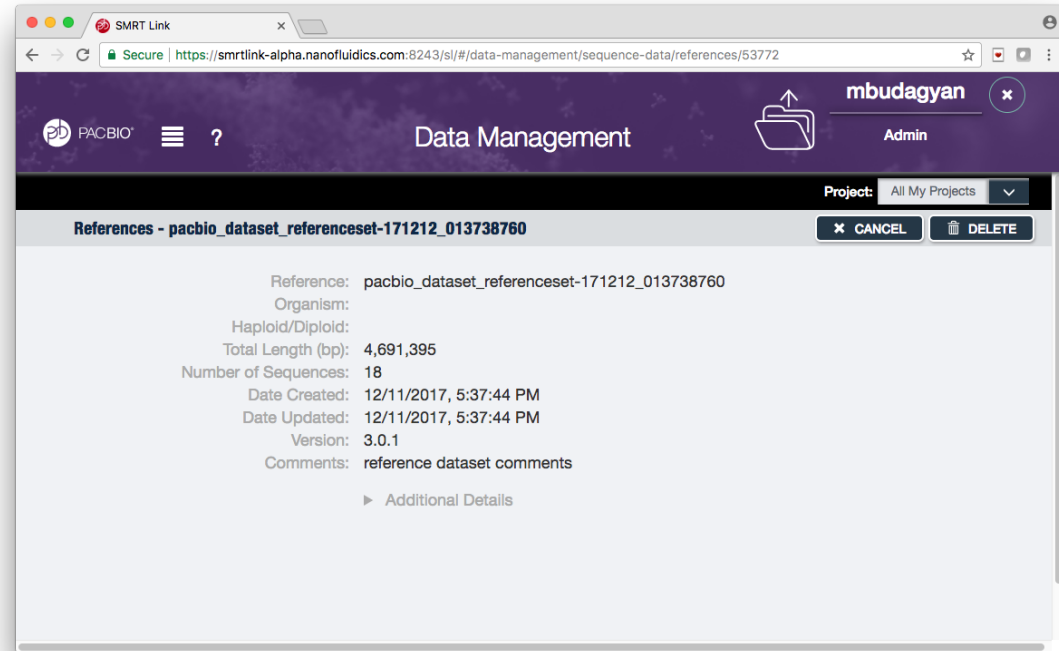 SMRT Link
Secure | https://smrtlink-alpha.nanofluidics.com:8243/sl/#/data-management/sequence-data/references/53772
mbudagyan
PACBIO®
?
Data Management
Admin
Project: All My Projects
References - pacbio_dataset_referenceset-171212_013738760
CANCEL
DELETE
Reference: pacbio_dataset_referenceset-171212_013738760
Organism:
Haploid/Diploid:
Total Length (bp): 4,691,395
Number of Sequences: 18
Date Created: 12/11/2017, 5:37:44 PM
Date Updated: 12/11/2017, 5:37:44 PM
Version: 3.0.1
Comments: reference dataset comments
Additional Details